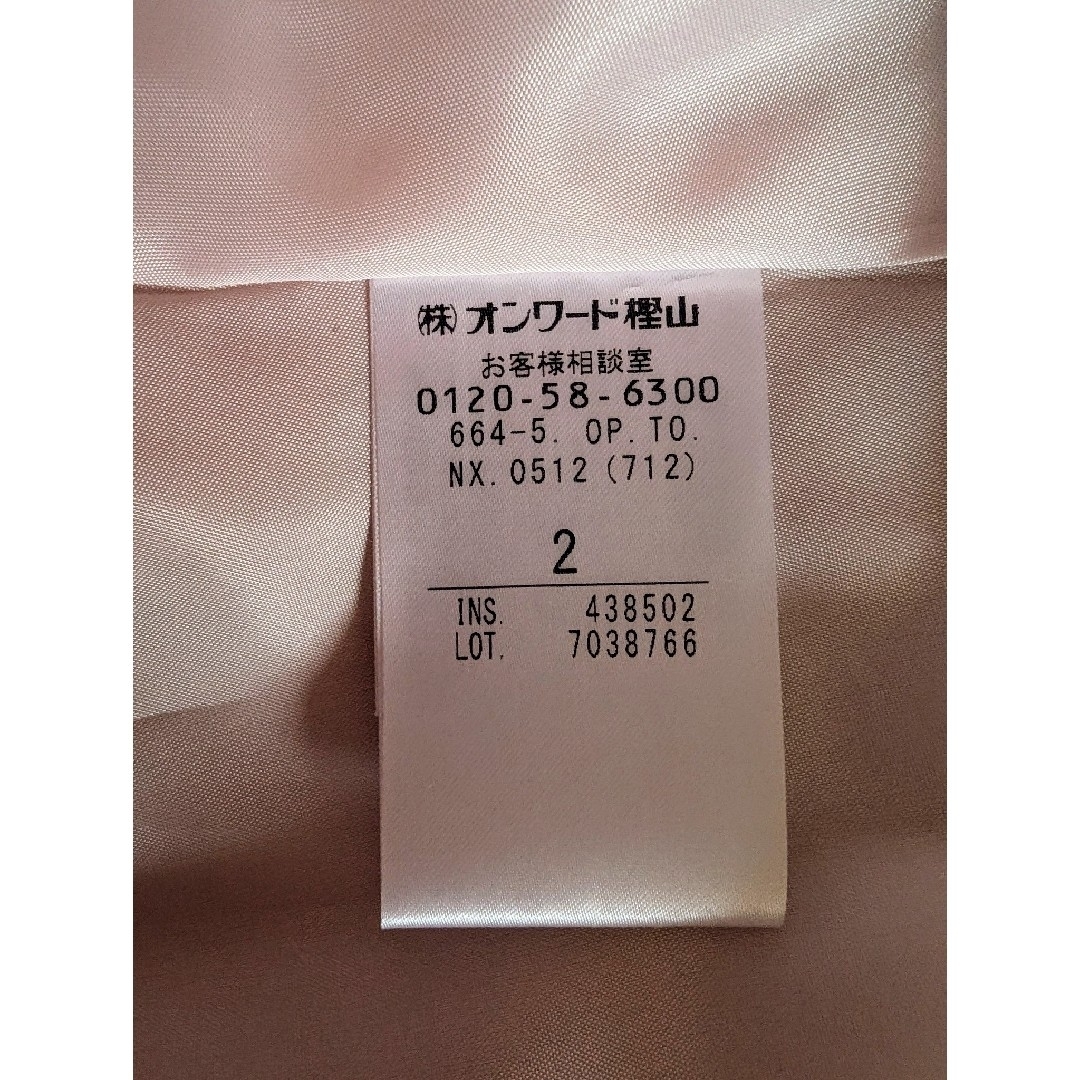 ㈱オンワード樫山
お客様相談室
0120-58-6300
664-5. OP.TO.
NX.0512(712)
2
INS. 438502
LOT. 7038766